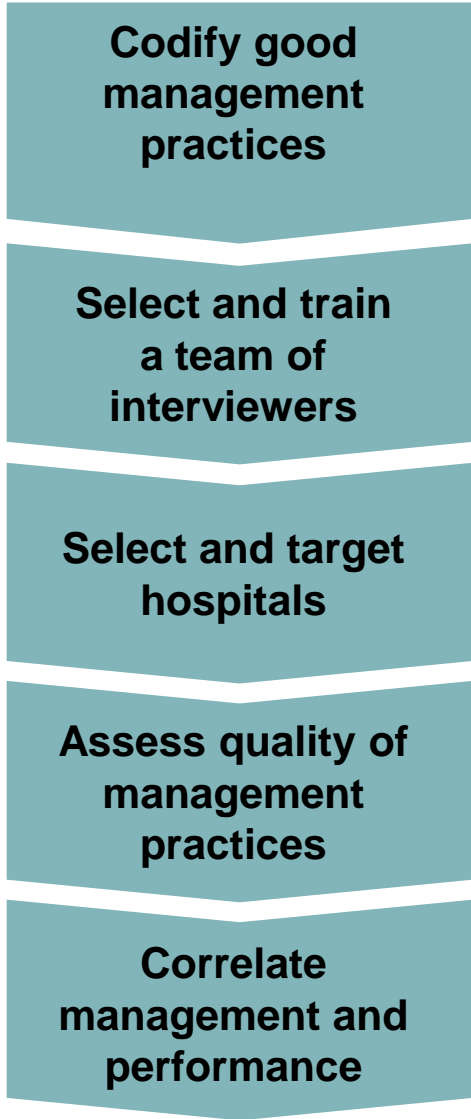 Codify good
management
practices
Select and train
a team of
interviewers
Select and target
hospitals
Assess quality of
management
practices
Correlate
management and
performance